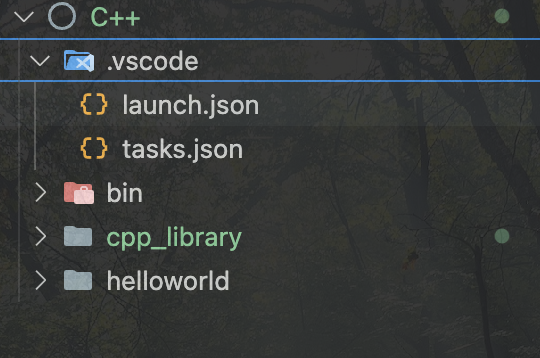 C++
.vscode
{} launch.json
{} tasks.json
bin
cpp_library
helloworld